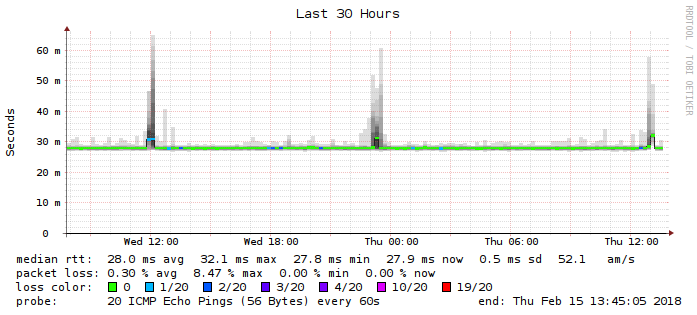 Last 30 Hours
RRDTOOL / TOBI OETIKER
Seconds
60 m
50 m
40 m
30 m
20 m
10 m
0
Wed 12:00 Wed 18:00 Thu 00:00 Thu 06:00 Thu 12:00
median rtt: 28.0 ms avg 32.1 ms max 27.8 ms min 27.9 ms now 0.5 ms sd 52.1 am/s
packet loss: 0.30 % avg 8.47 % max 0.00 % min 0.00 % now
loss color: 0 1/20 2/20 3/20 4/20 10/20 19/20
probe: 20 ICMP Echo Pings (56 Bytes) every 60s end: Thu Feb 15 13:45:05 2018